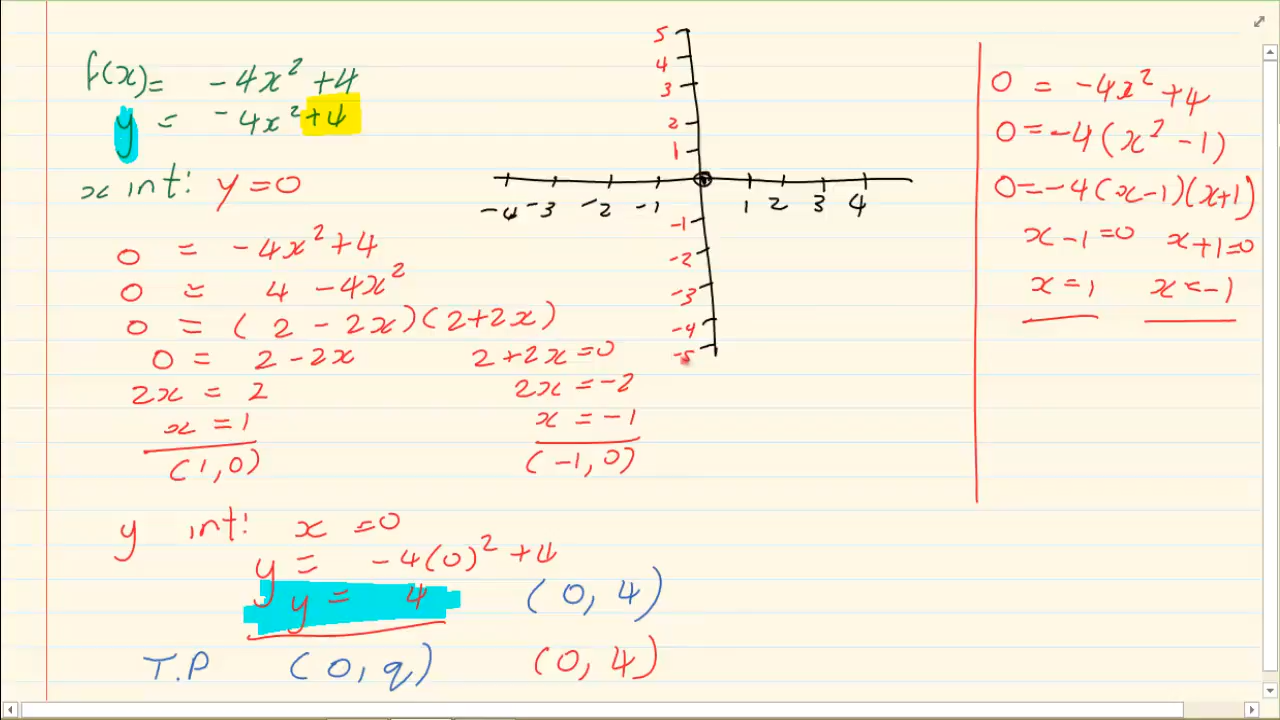 f(x) = -4x² + 4
y = -4x² + 4
x int: y = 0
0 = -4x² + 4
0 = 4 - 4x²
0 = (2 - 2x)(2 + 2x)
0 = 2 - 2x
2x = 2
x = 1
(1, 0)
2 + 2x = 0
2x = -2
x = -1
(-1, 0)
y int: x = 0
y = -4(0)² + 4
y = 4 (0, 4)
T.P (0, q) (0, 4)
5
4
3
2
1
-4 -3 -2 -1 1 2 3 4
-1
-2
-3
-4
-5
0 = -4x² + 4
0 = -4(x² - 1)
0 = -4(x - 1)(x + 1)
x - 1 = 0 x + 1 = 0
x = 1 x = -1